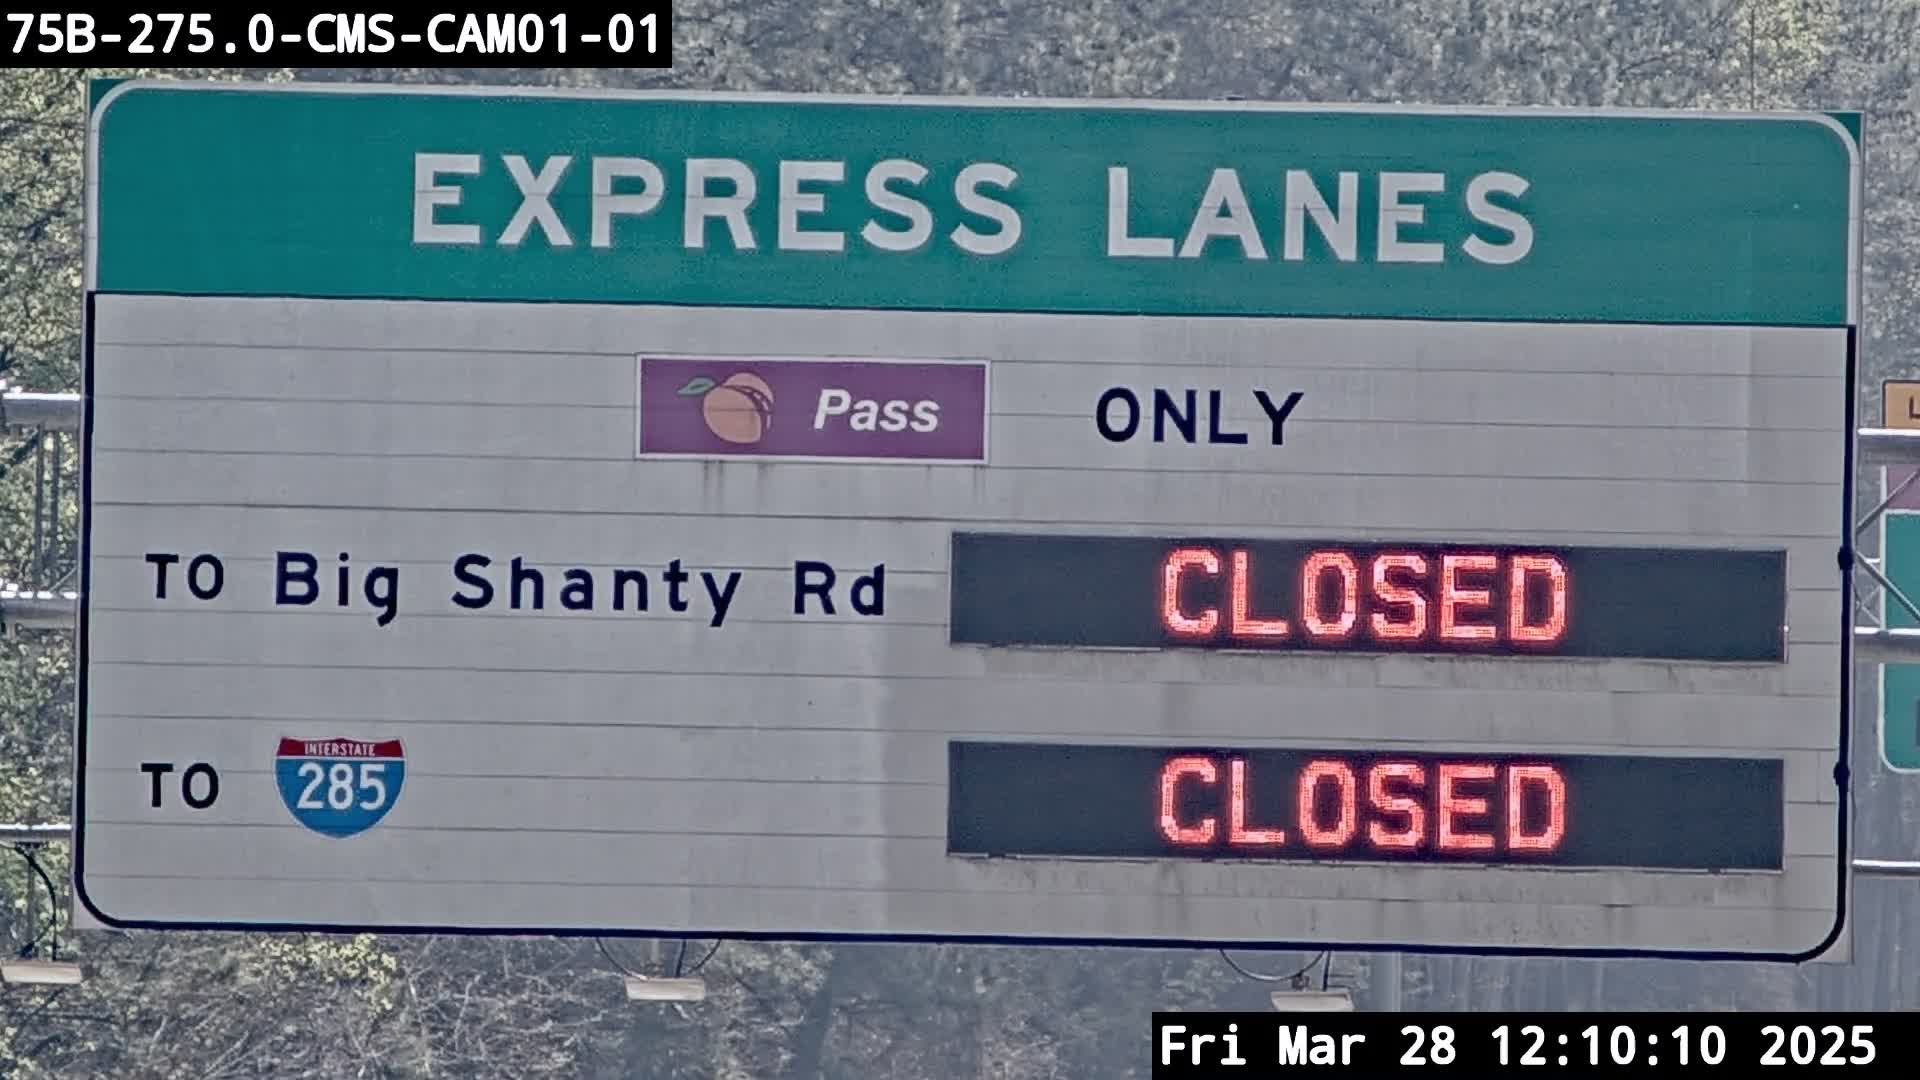 75B-275.0-CMS-CAM01-01
EXPRESS LANES
Pass ONLY
TO Big Shanty Rd CLOSED
TO INTERSTATE 285 CLOSED
Fri Mar 28 12:10:10 2025